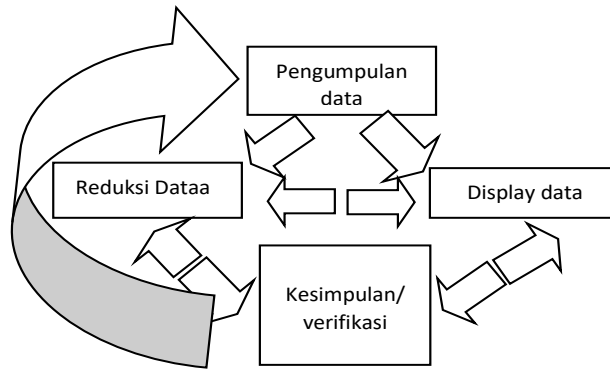 Pengumpulan
data
Reduksi Dataa
Display data
Kesimpulan/
verifikasi